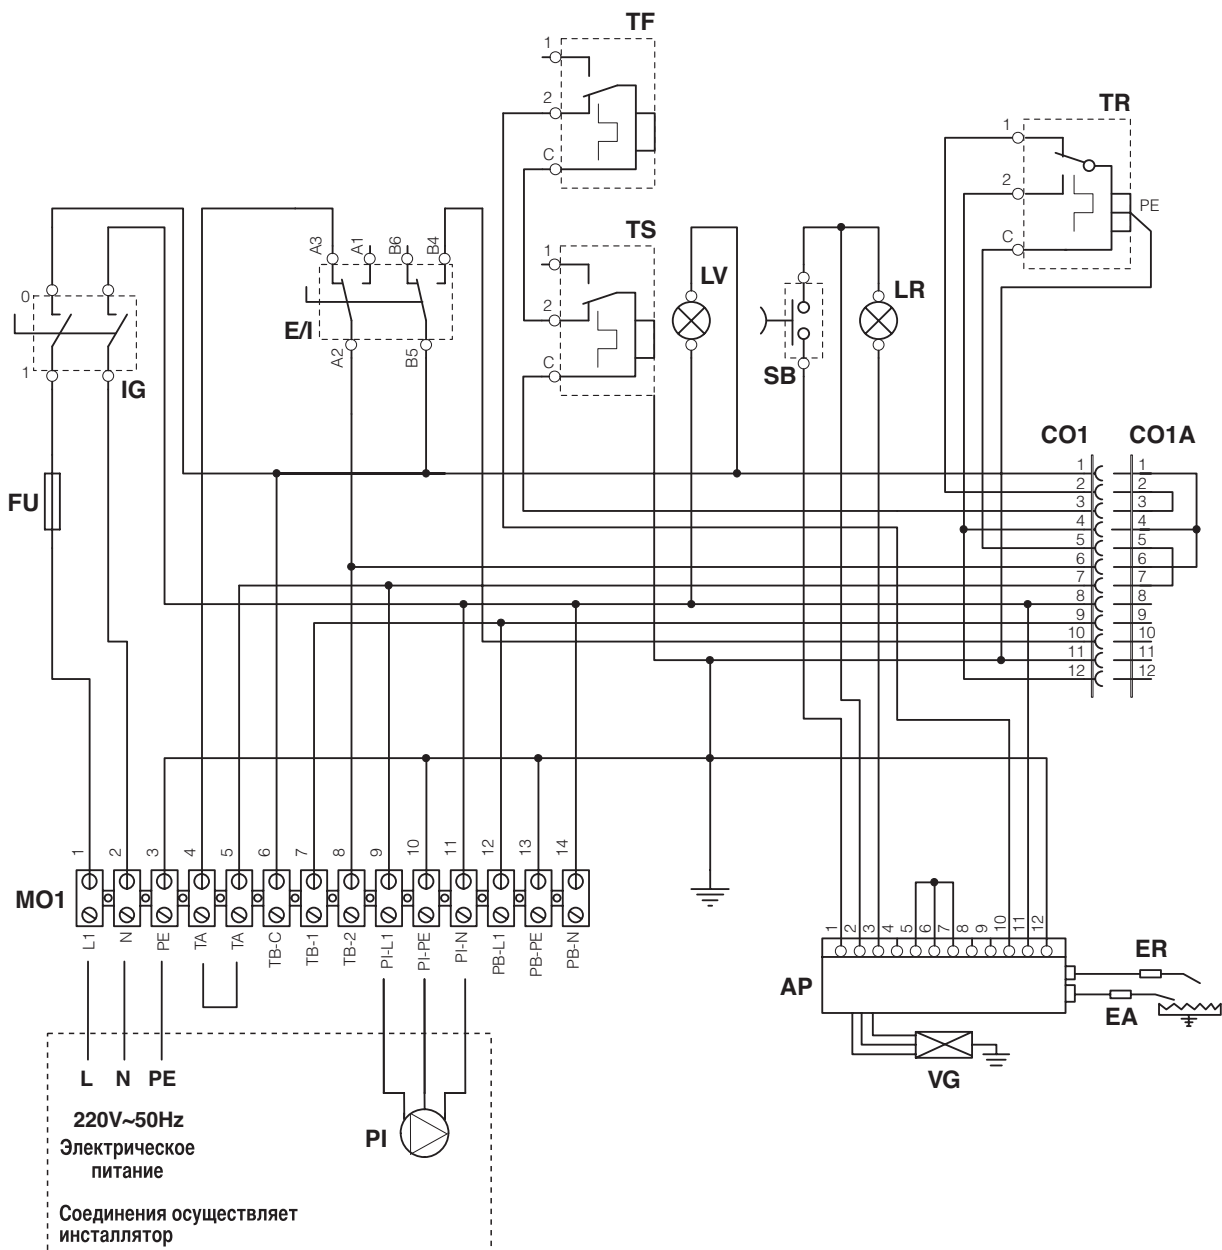 TF
1
2
C
TR
1
2
C
PE
TS
1
2
C
A3
A1
B6
B4
E/I
A2
B5
0
1
IG
LV
SB
LR
CO1
CO1A
1 1
2 2
3 3
4 4
5 5
6 6
7 7
8 8
9 9
10 10
11 11
12 12
FU
1 2 3 4 5 6 7 8 9 10 11 12 13 14
MO1
L1 N PE TA TA TB-C TB-1 TB-2 PI-L1 PI-PE PI-N PB-L1 PB-PE PB-N
1 2 3 4 5 6 7 8 9 10 11 12
AP
ER
EA
VG
L N PE
220V~50Hz
Электрическое
питание
PI
Соединения осуществляет
инсталлятор